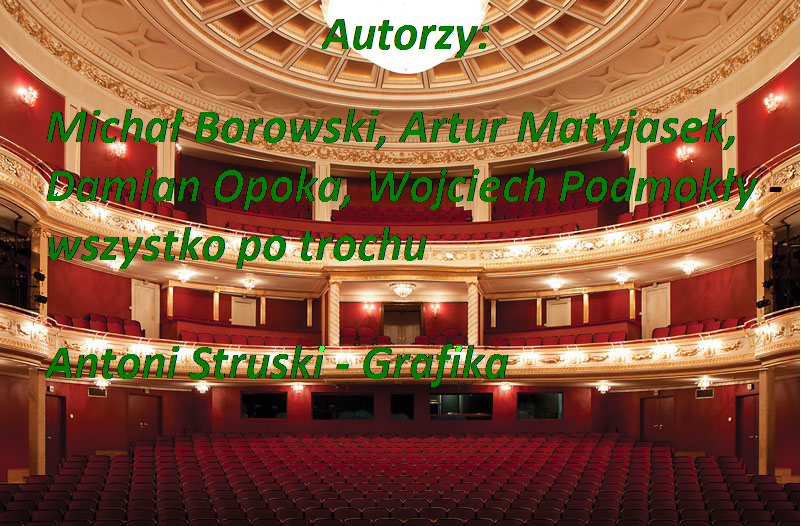 Autorzy:
Michał Borowski, Artur Matyjasek,
Damian Opoka, Wojciech Podmokły -
wszystko po trochu
Antoni Struski - Grafika